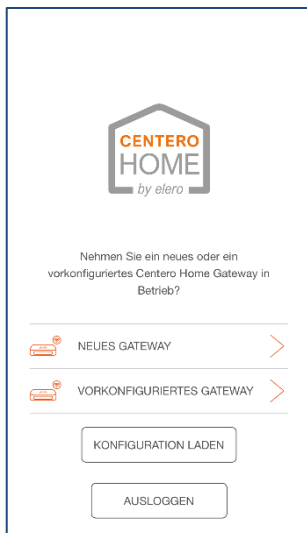 CENTERO
HOME
by elero
Nehmen Sie ein neues oder ein
vorkonfiguriertes Centero Home Gateway in
Betrieb?
NEUES GATEWAY
VORKONFIGURIERTES GATEWAY
KONFIGURATION LADEN
AUSLOGGEN